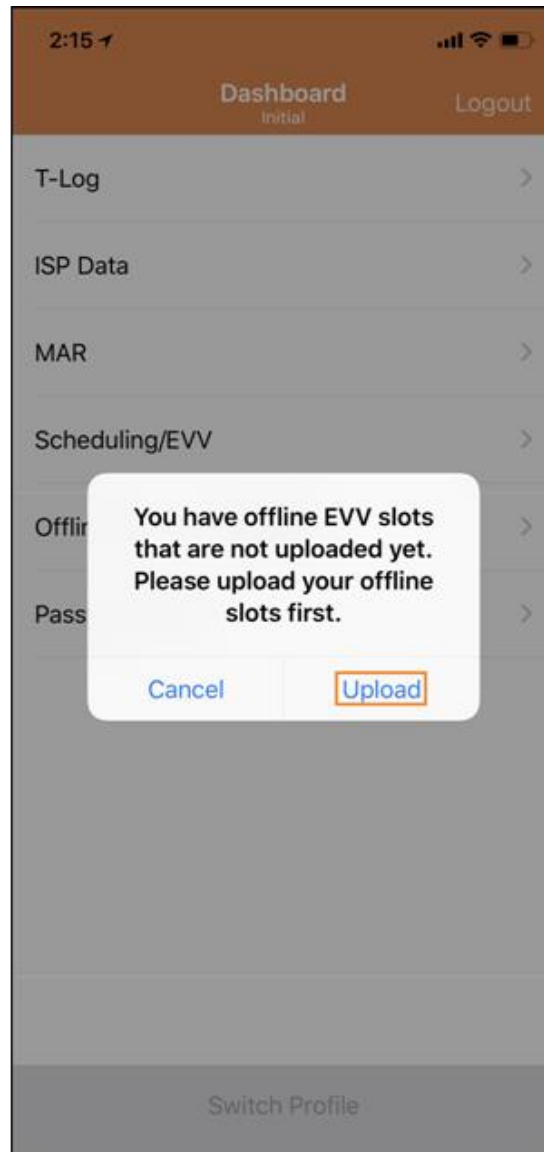 2:15
Dashboard
Logout
Initial
T-Log
ISP Data
MAR
Scheduling/EVV
Offlin
Pass
You have offline EVV slots
that are not uploaded yet.
Please upload your offline
slots first.
Cancel Upload
Switch Profile